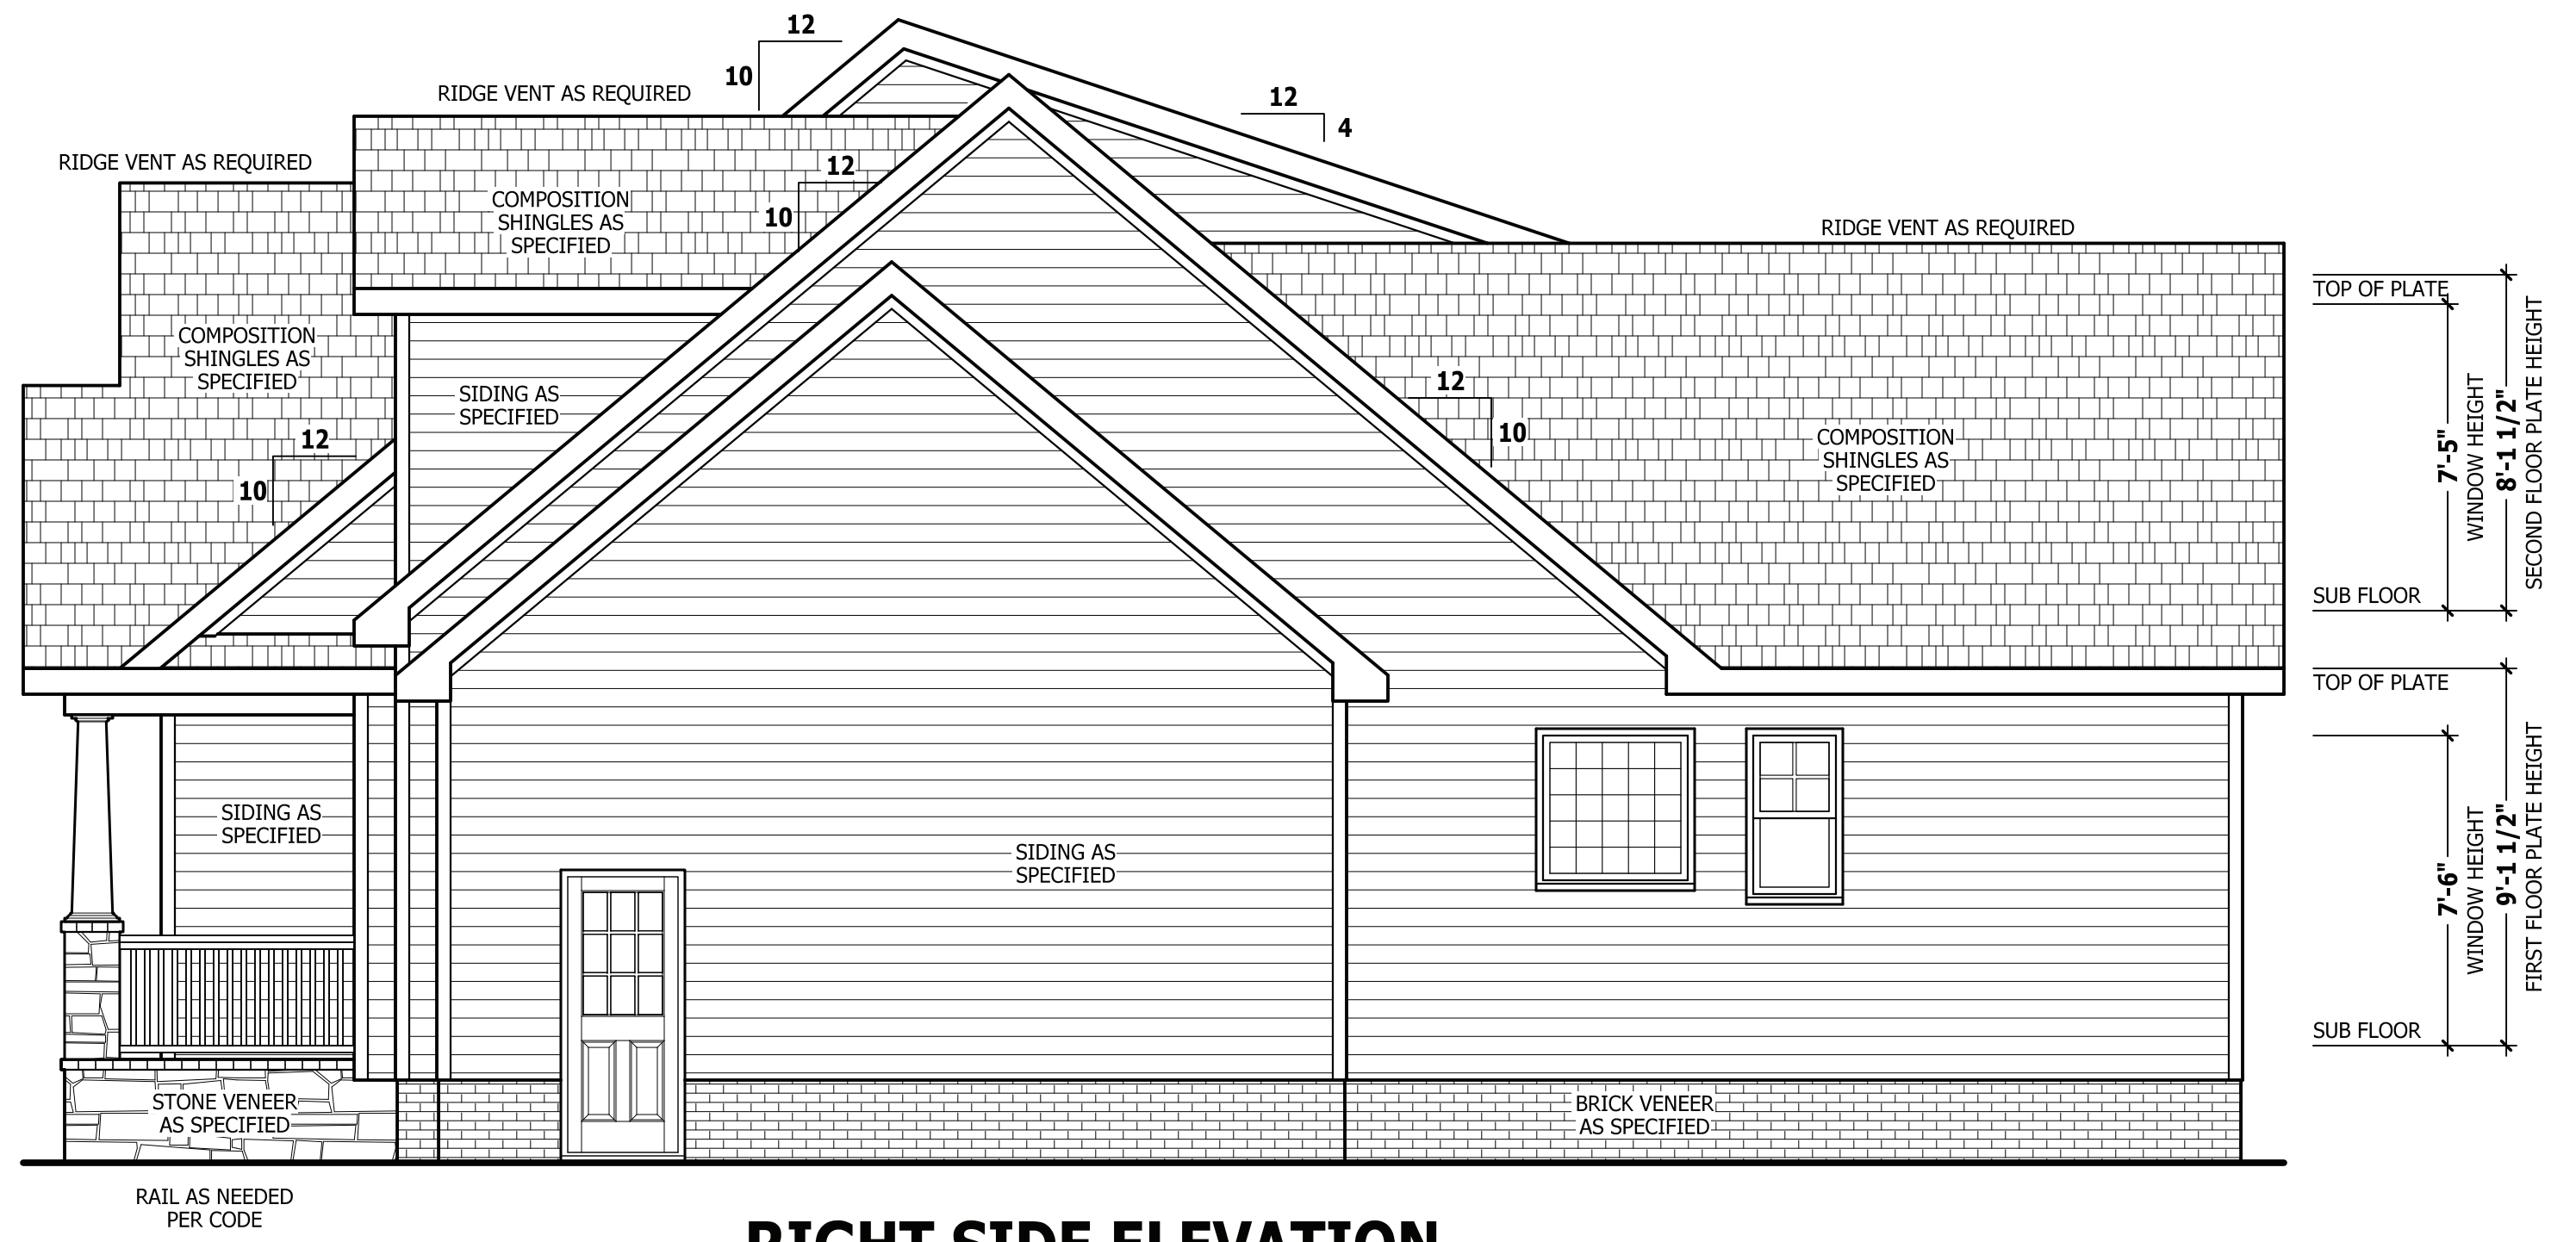 12
10
RIDGE VENT AS REQUIRED
12
4
RIDGE VENT AS REQUIRED
12
10
COMPOSITION
SHINGLES AS
SPECIFIED
RIDGE VENT AS REQUIRED
COMPOSITION
SHINGLES AS
SPECIFIED
SIDING AS
SPECIFIED
12
10
12
10
COMPOSITION
SHINGLES AS
SPECIFIED
TOP OF PLATE
7'-5"
WINDOW HEIGHT
8'-1 1/2"
SECOND FLOOR PLATE HEIGHT
SUB FLOOR
TOP OF PLATE
7'-6"
WINDOW HEIGHT
9'-1 1/2"
FIRST FLOOR PLATE HEIGHT
SUB FLOOR
SIDING AS
SPECIFIED
SIDING AS
SPECIFIED
STONE VENEER
AS SPECIFIED
BRICK VENEER
AS SPECIFIED
RAIL AS NEEDED
PER CODE
RIGHT SIDE ELEVATION